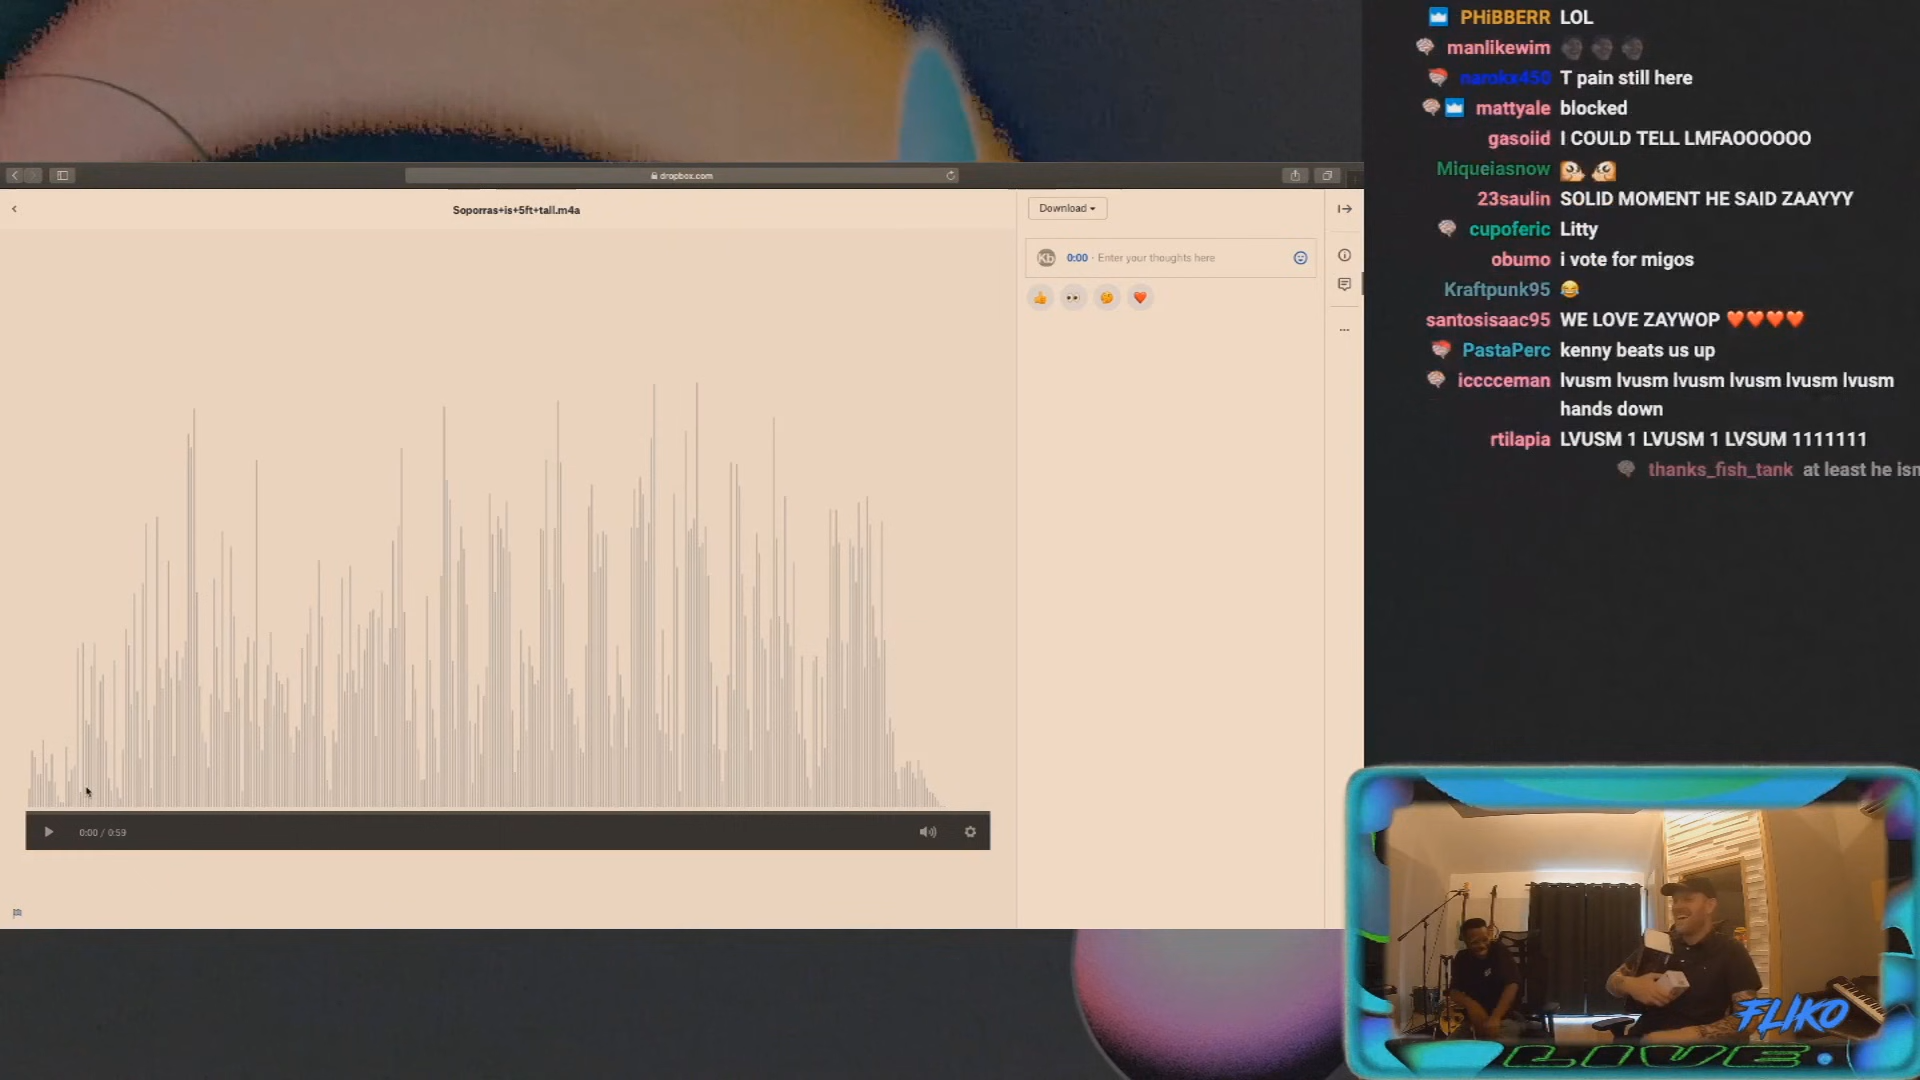 dropbox.com
Soporras+is+5ft+tall.m4a
Download
Kb 0:00 - Enter your thoughts here
0:00 / 0:59
PHiBBERR LOL
manlikewim
narokx450 T pain still here
mattyale blocked
gasoiid I COULD TELL LMFAOOOOOO
Miqueiasnow
23saulin SOLID MOMENT HE SAID ZAAYYY
cupoferic Litty
obumo i vote for migos
Kraftpunk95 😂
santosisaac95 WE LOVE ZAYWOP ❤️❤️❤️❤️
PastaPerc kenny beats us up
icccceman lvusm lvusm lvusm lvusm lvusm lvusm
hands down
rtilapia LVUSM 1 LVUSM 1 LVSUM 1111111
thanks_fish_tank at least he isn
FLIKO
LIVE